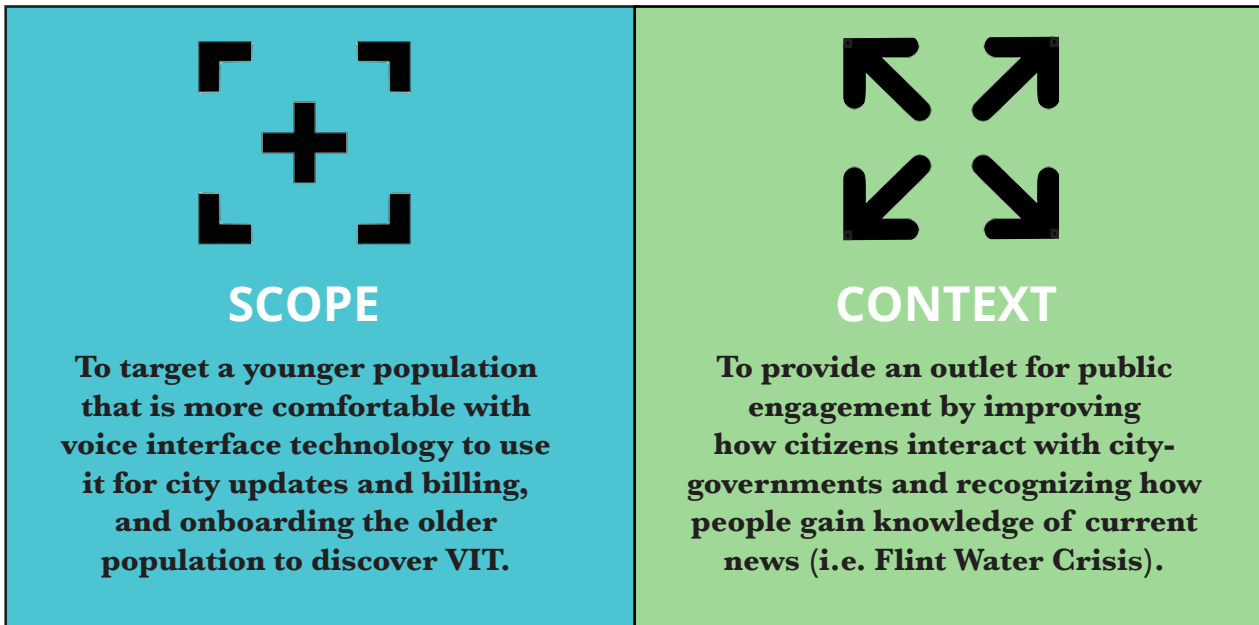 SCOPE
To target a younger population
that is more comfortable with
voice interface technology to use
it for city updates and billing,
and onboarding the older
population to discover VIT.
CONTEXT
To provide an outlet for public
engagement by improving
how citizens interact with city-
governments and recognizing how
people gain knowledge of current
news (i.e. Flint Water Crisis).